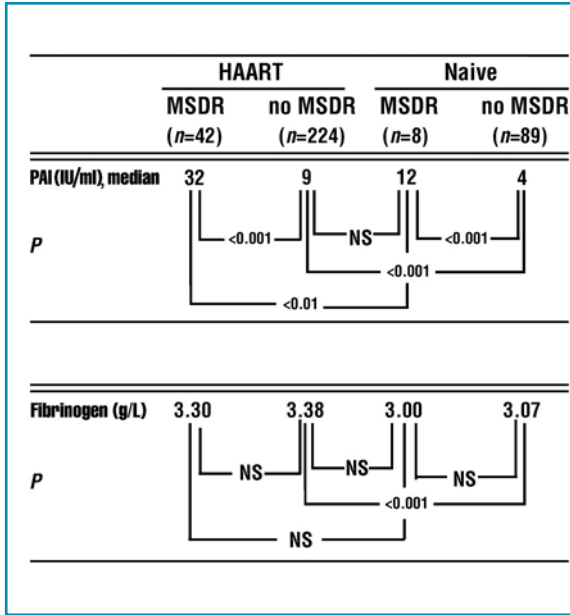 HAART Naive
MSDR no MSDR MSDR no MSDR
(n=42) (n=224) (n=8) (n=89)
PAI (IU/ml), median 32 9 12 4
P <0.001 NS <0.001
<0.001
<0.01
Fibrinogen (g/L) 3.30 3.38 3.00 3.07
P NS NS NS
<0.001
NS